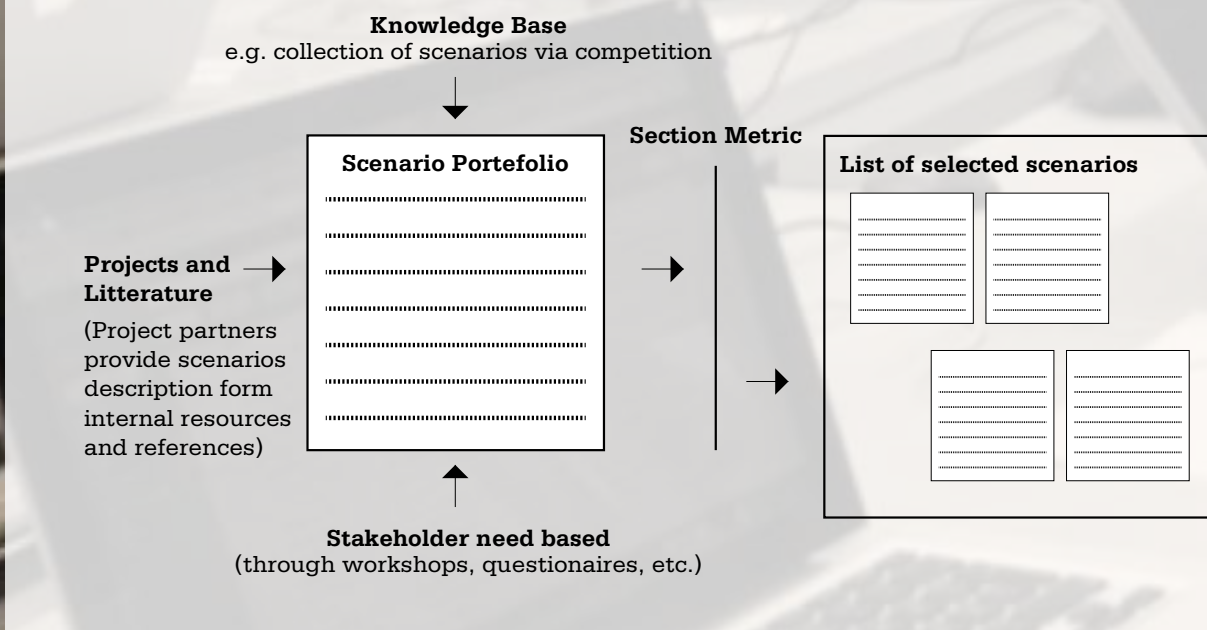 Knowledge Base
e.g. collection of scenarios via competition
Section Metric
Scenario Portefolio
List of selected scenarios
Projects and
Litterature
(Project partners
provide scenarios
description form
internal resources
and references)
Stakeholder need based
(through workshops, questionaires, etc.)